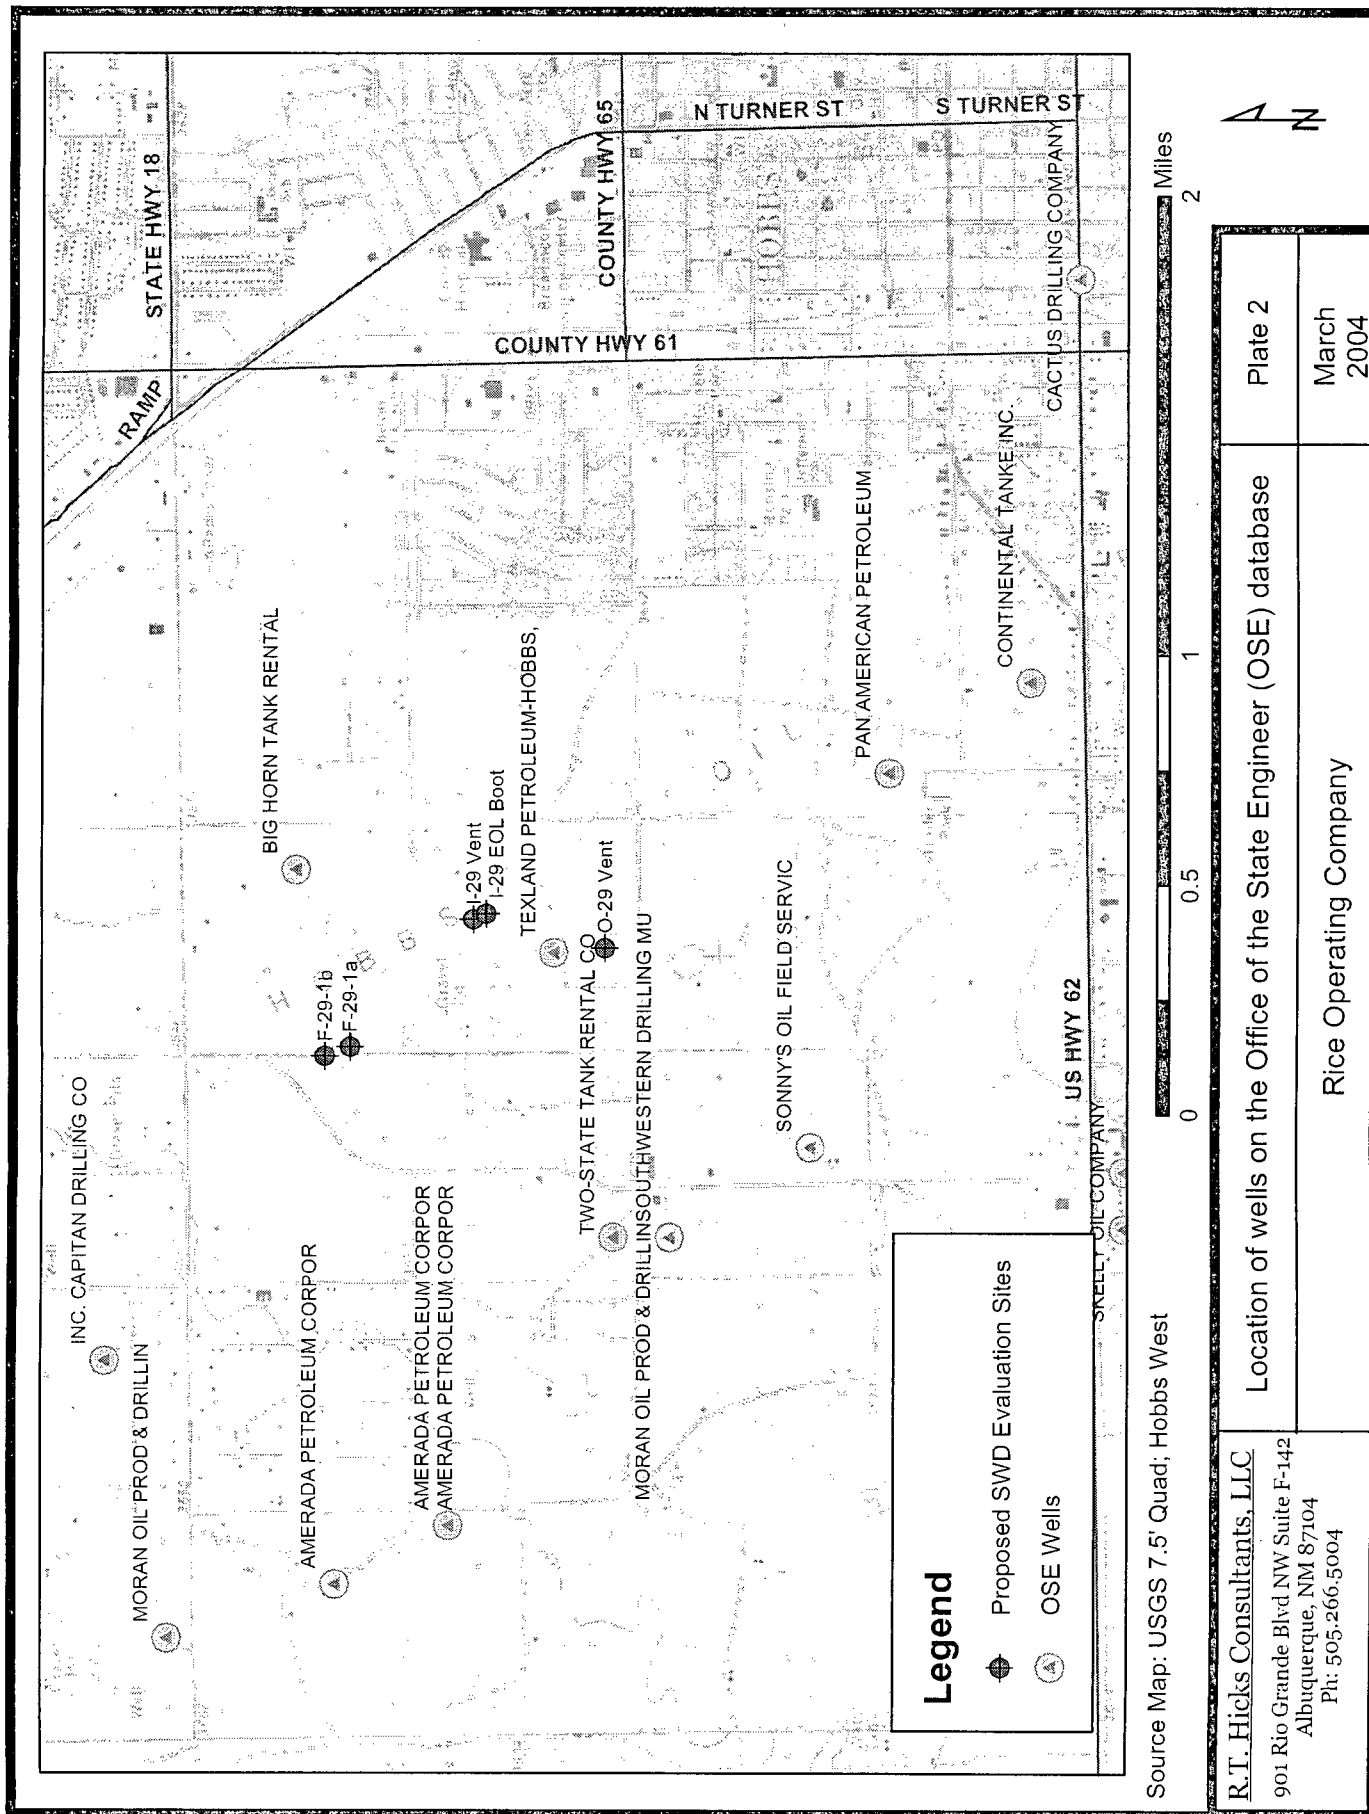 STATE HWY 18
RAMP
INC. CAPITAN DRILLING CO
MORAN OIL PROD & DRILLIN
BIG HORN TANK RENTAL
AMERADA PETROLEUM CORPOR
F-29-1b
F-29-1a
COUNTY HWY 61
COUNTY HWY 65
AMERADA PETROLEUM CORPOR
AMERADA PETROLEUM CORPOR
I-29 Vent
I-29 EOL Boot
TEXLAND PETROLEUM-HOBBS,
TWO-STATE TANK RENTAL CO
O-29 Vent
MORAN OIL PROD & DRILLINSOUTHWESTERN DRILLING MU
N TURNER ST
HOBBS
SONNY'S OIL FIELD SERVIC
PAN AMERICAN PETROLEUM
S TURNER ST
CONTINENTAL TANKE INC.
CACTUS DRILLING COMPANY
US HWY 62
SKELLY OIL COMPANY
Legend
Proposed SWD Evaluation Sites
OSE Wells
Source Map: USGS 7.5' Quad; Hobbs West
0 0.5 1 2 Miles
N
R.T. Hicks Consultants, LLC
901 Rio Grande Blvd NW Suite F-142
Albuquerque, NM 87104
Ph: 505.266.5004
Location of wells on the Office of the State Engineer (OSE) database
Plate 2
Rice Operating Company
March
2004